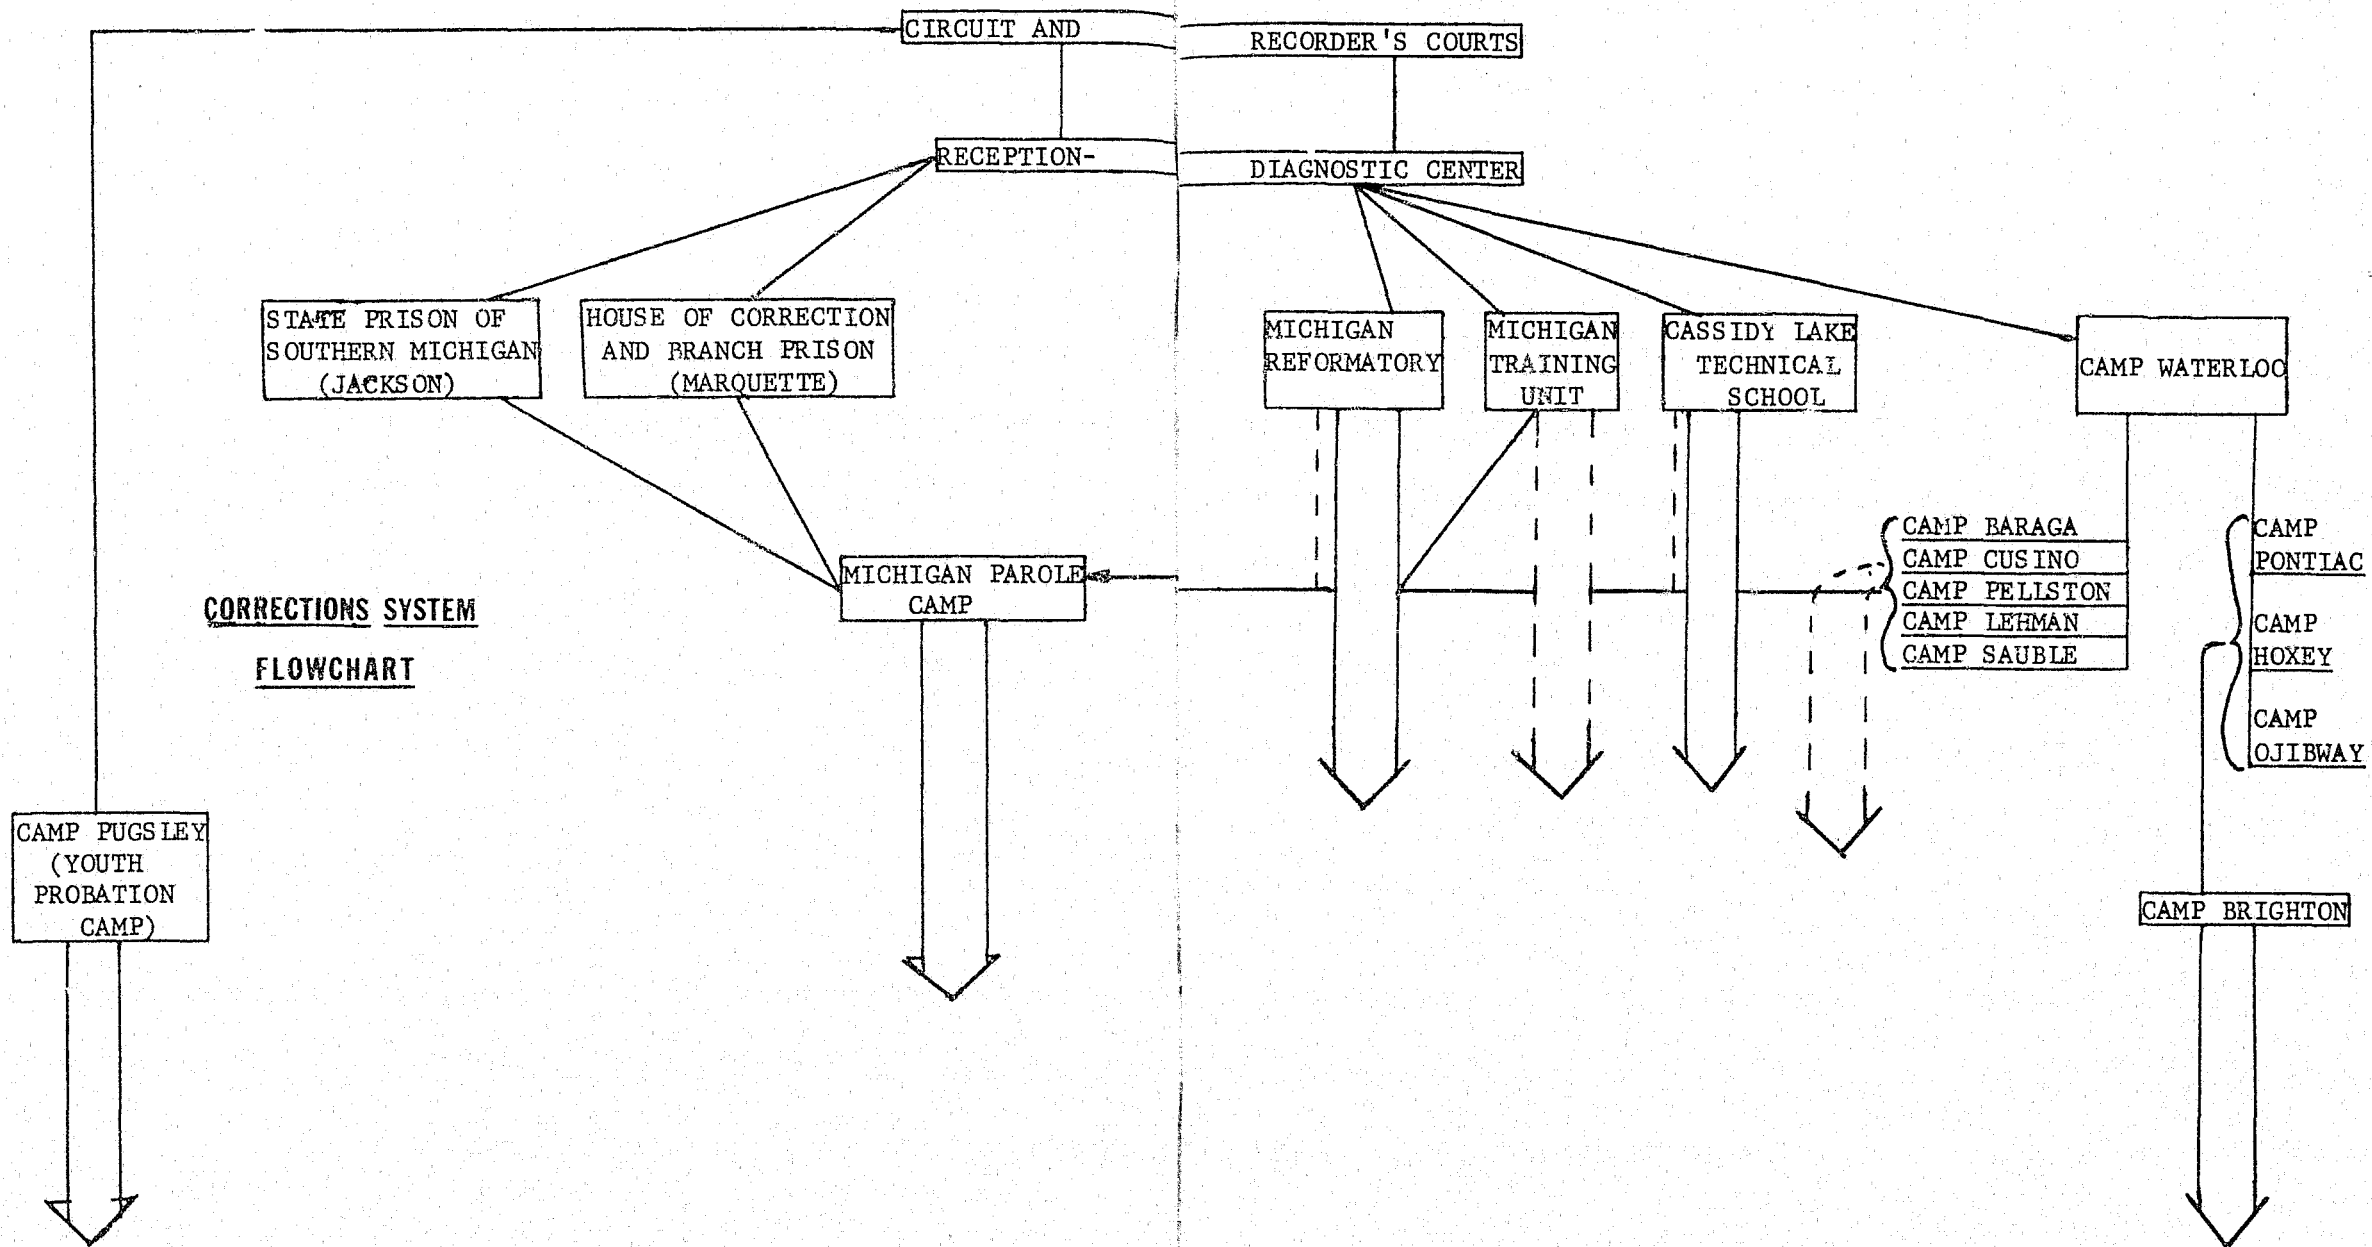 CIRCUIT AND RECORDER'S COURTS
RECEPTION- DIAGNOSTIC CENTER
STATE PRISON OF
SOUTHERN MICHIGAN
(JACKSON)
HOUSE OF CORRECTION
AND BRANCH PRISON
(MARQUETTE)
MICHIGAN
REFORMATORY
MICHIGAN
TRAINING
UNIT
CASSIDY LAKE
TECHNICAL
SCHOOL
CAMP WATERLOO
CAMP BARAGA
CAMP CUSINO
CAMP PELLSTON
CAMP LEHMAN
CAMP SAUBLE
CAMP
PONTIAC
CAMP
HOXEY
CAMP
OJIBWAY
MICHIGAN PAROLE
CAMP
CORRECTIONS SYSTEM
FLOWCHART
CAMP PUGSLEY
(YOUTH
PROBATION
CAMP)
CAMP BRIGHTON